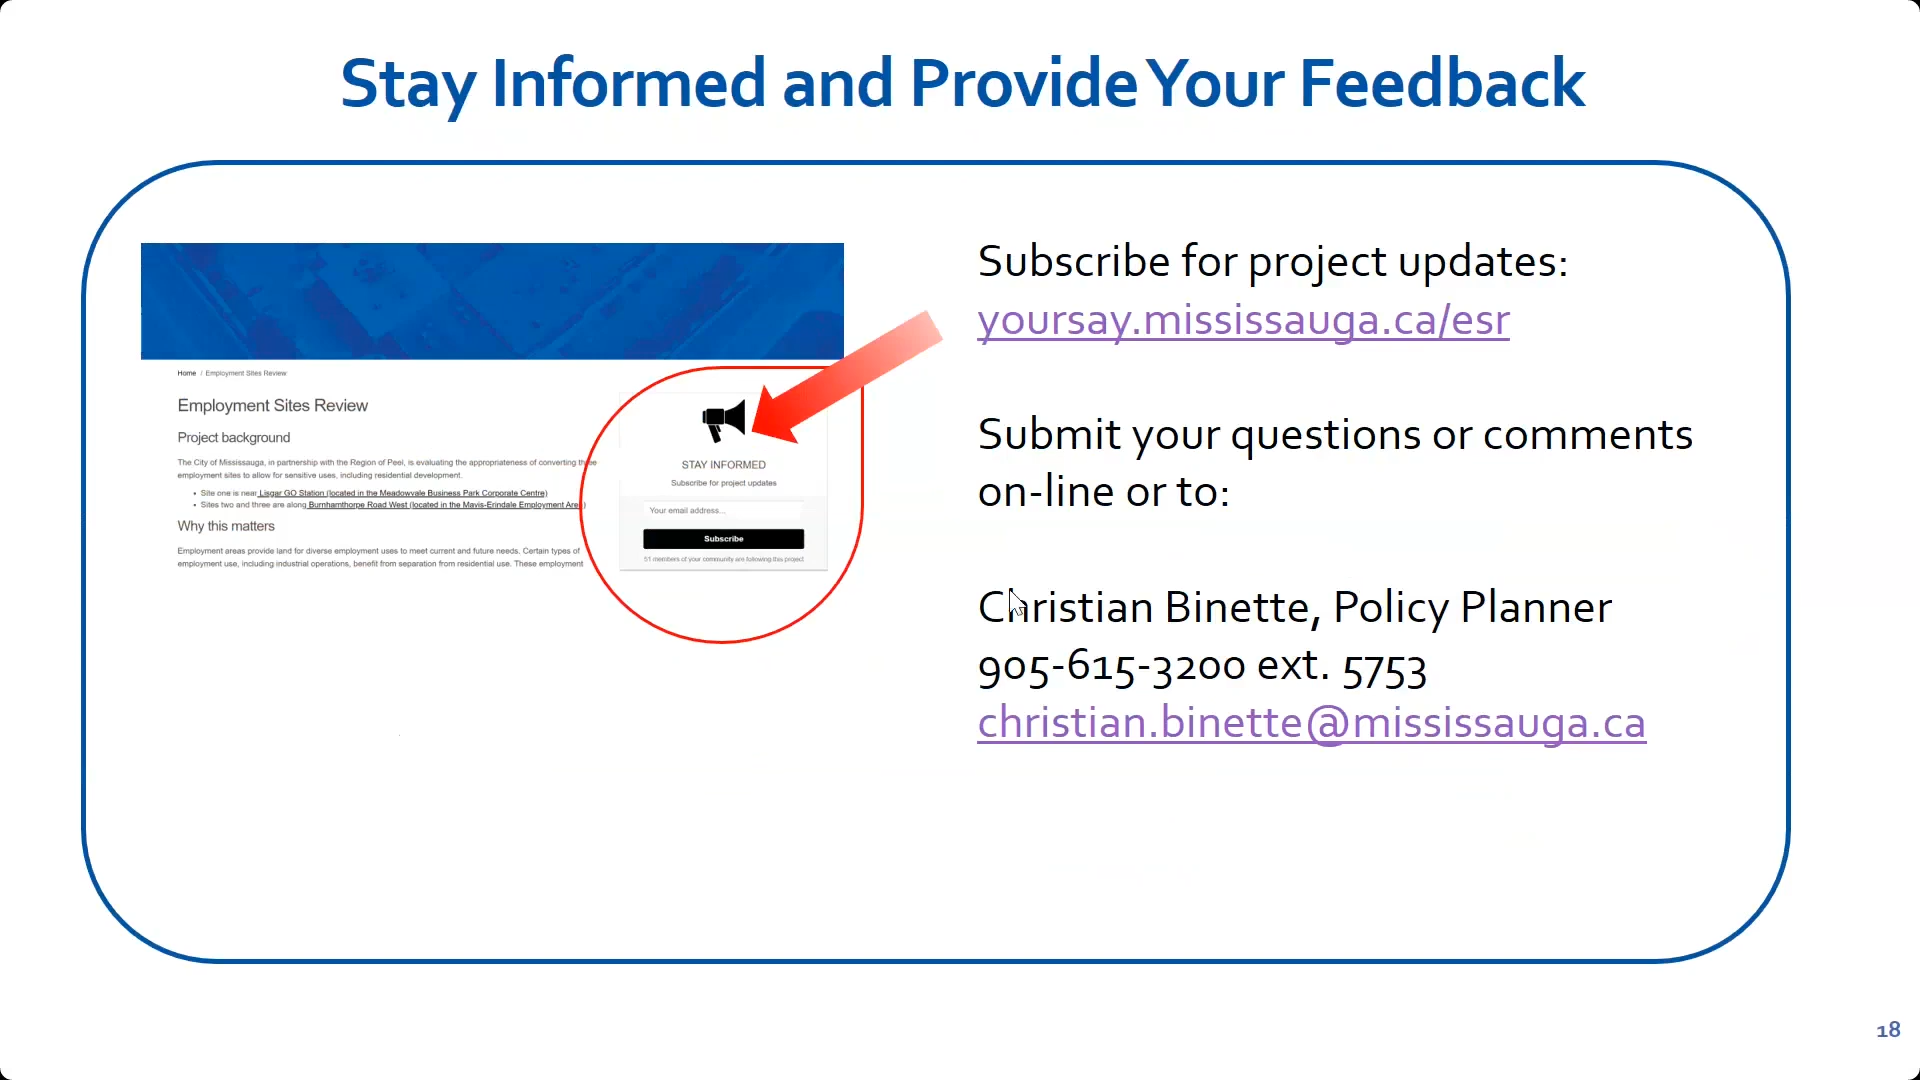 Stay Informed and Provide Your Feedback
Home / Employment Sites Review
Employment Sites Review
Project background
The City of Mississauga, in partnership with the Region of Peel, is evaluating the appropriateness of converting three
employment sites to allow for sensitive uses, including residential development.
• Site one is near Lisgar GO Station (located in the Meadowvale Business Park Corporate Centre)
• Sites two and three are along Burnhamthorpe Road West (located in the Mavis-Erindale Employment Area)
Why this matters
Employment areas provide land for diverse employment uses to meet current and future needs. Certain types of
employment use, including industrial operations, benefit from separation from residential use. These employment
STAY INFORMED
Subscribe for project updates
Your email address...
Subscribe
51 members of your community are following this project
Subscribe for project updates:
yoursay.mississauga.ca/esr
Submit your questions or comments
on-line or to:
Christian Binette, Policy Planner
905-615-3200 ext. 5753
christian.binette@mississauga.ca
18